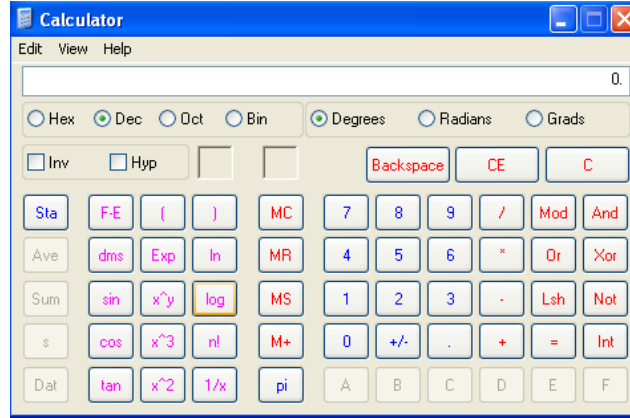 Calculator
Edit View Help
0.
Hex Dec Oct Bin Degrees Radians Grads
Inv Hyp Backspace CE C
Sta F-E ( ) MC 7 8 9 / Mod And
Ave dms Exp ln MR 4 5 6 * Or Xor
Sum sin x^y log MS 1 2 3 - Lsh Not
s cos x^3 n! M+ 0 +/- . + = Int
Dat tan x^2 1/x pi A B C D E F